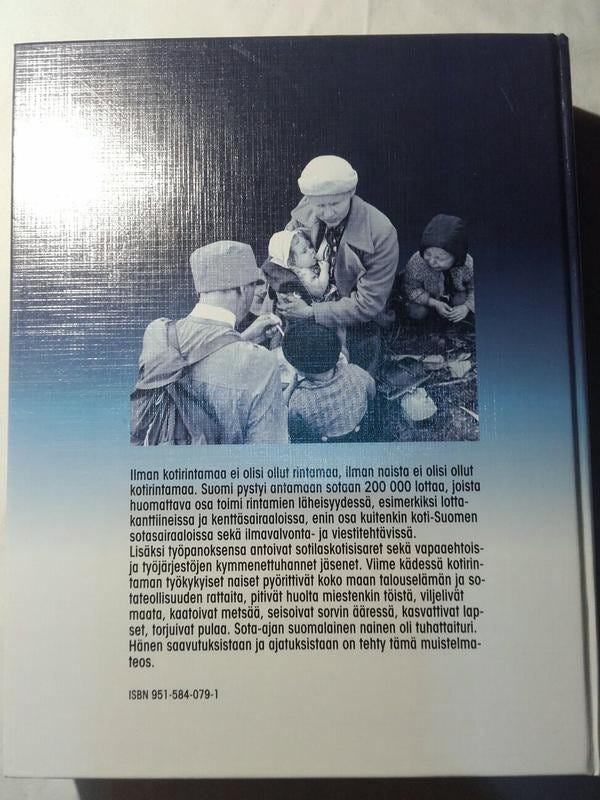 Ilman kotirintamaa ei olisi ollut rintamaa, ilman naista ei olisi ollut
kotirintamaa. Suomi pystyi antamaan sotaan 200 000 lottaa, joista
huomattava osa toimi rintamien läheisyydessä, esimerkiksi lotta-
kanttiineissa ja kenttäsairaaloissa, enin osa kuitenkin koti-Suomen
sotasairaaloissa sekä ilmavalvonta- ja viestitehtävissä.
Lisäksi työpanoksensa antoivat sotilaskotisisaret sekä vapaaehtois-
ja työjärjestöjen kymmenettuhannet jäsenet. Viime kädessä kotirin-
taman työkykyiset naiset pyörittivät koko maan talouselämän ja so-
tateollisuuden rattaita, pitivät huolta miestenkin töistä, viljelivät
maata, kaatoivat metsää, seisoivat sorvin ääressä, kasvattivat lap-
set, torjuivat pulaa. Sota-ajan suomalainen nainen oli tuhattaituri.
Hänen saavutuksistaan ja ajatuksistaan on tehty tämä muistelma-
teos.
ISBN 951-584-079-1